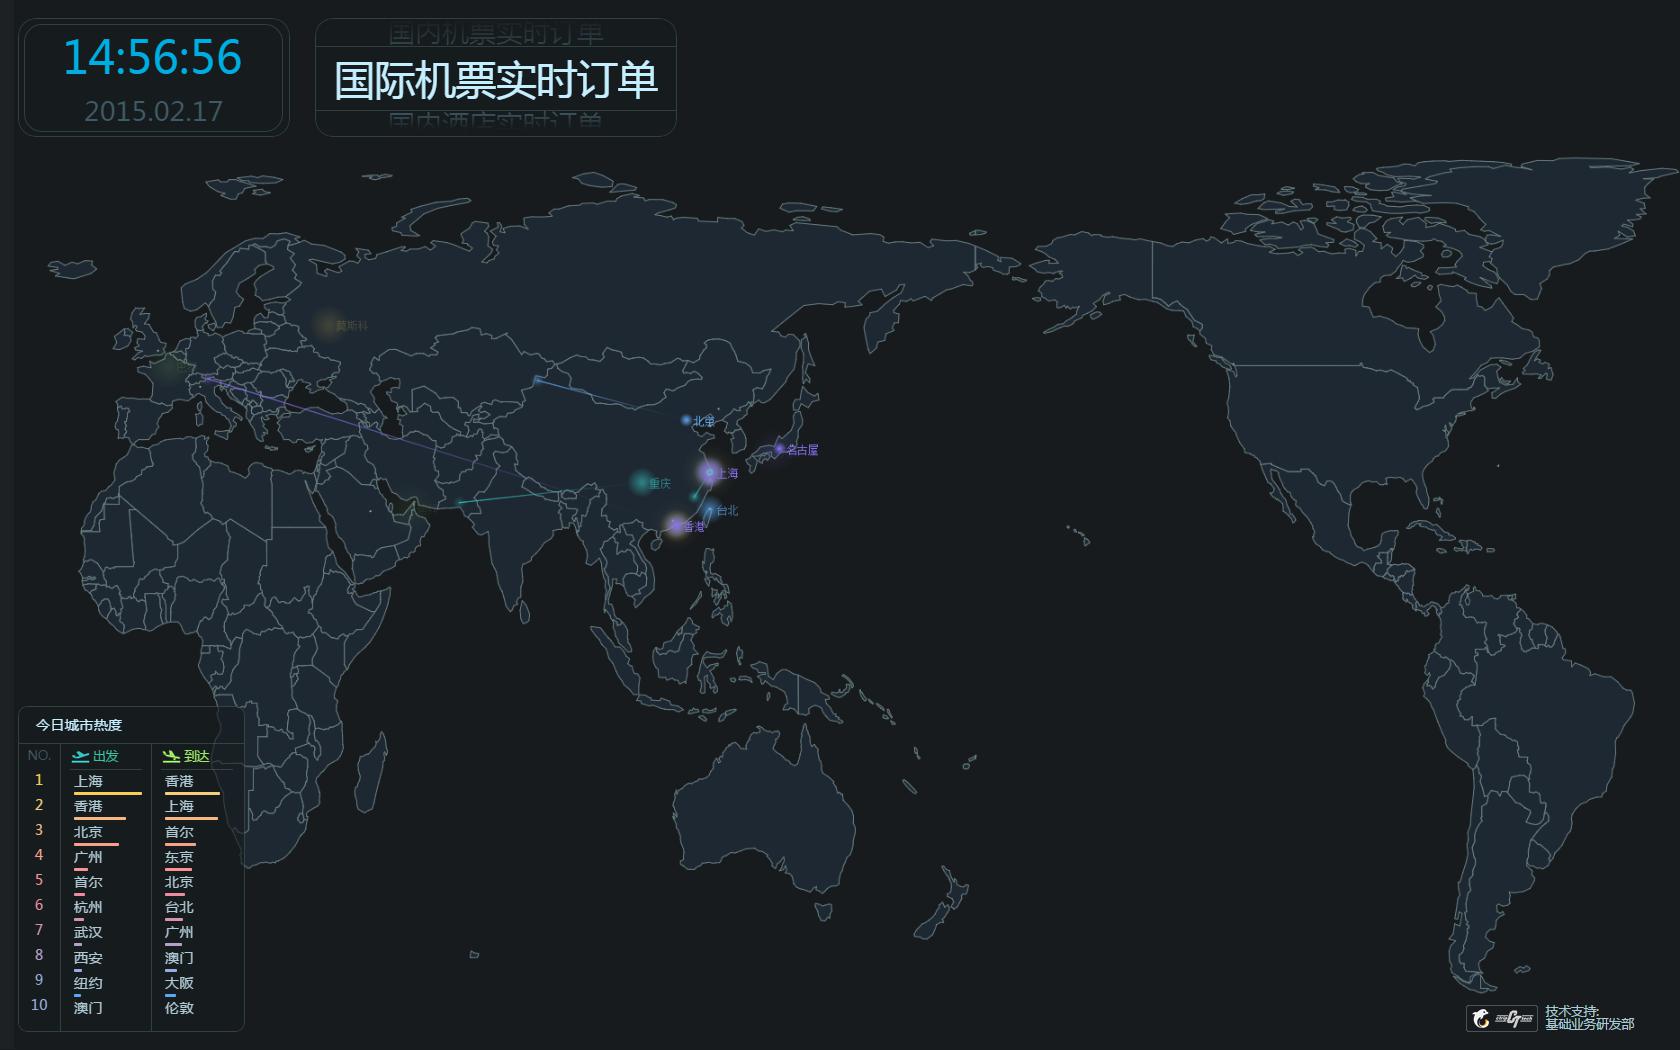 14:56:56
2015.02.17
国内机票实时订单
国际机票实时订单
国内酒店实时订单
莫斯科
北京
名古屋
上海
重庆
台北
香港
今日城市热度
NO. 出发 到达
1 上海 香港
2 香港 上海
3 北京 首尔
4 广州 东京
5 首尔 北京
6 杭州 台北
7 武汉 广州
8 西安 澳门
9 纽约 大阪
10 澳门 伦敦
技术支持:
基础业务研发部